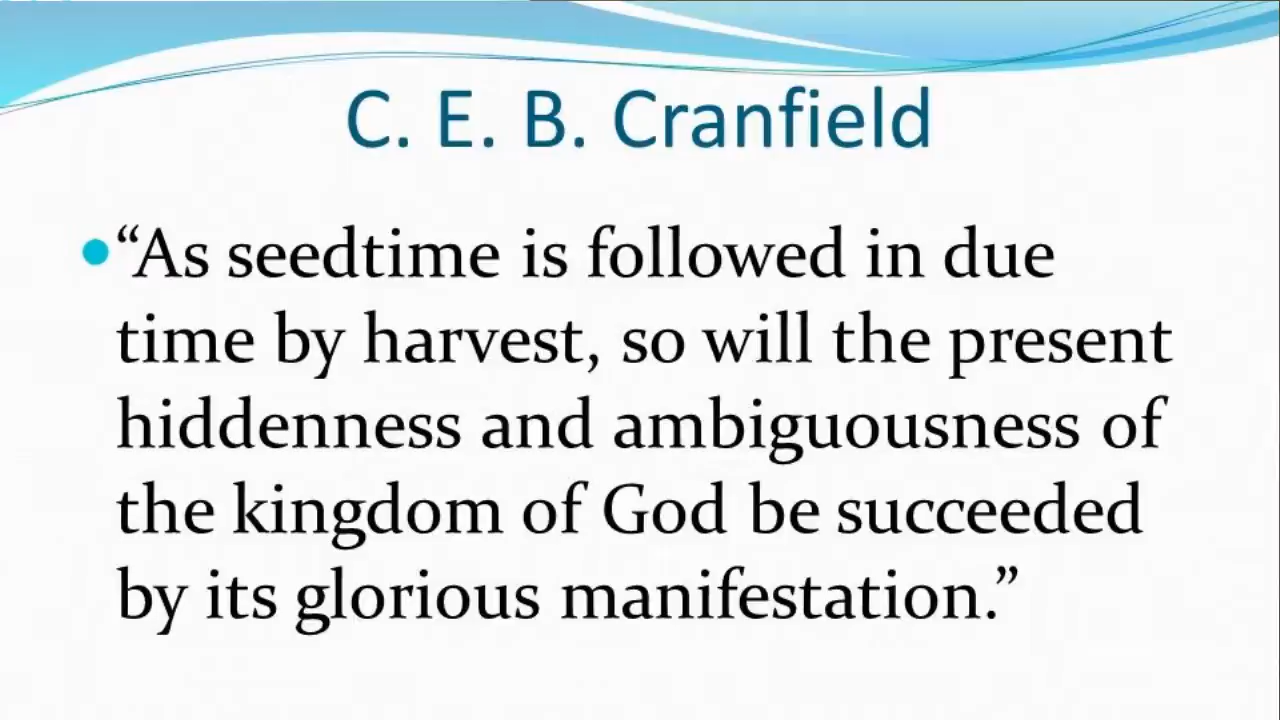 C. E. B. Cranfield
•“As seedtime is followed in due
time by harvest, so will the present
hiddenness and ambiguousness of
the kingdom of God be succeeded
by its glorious manifestation.”